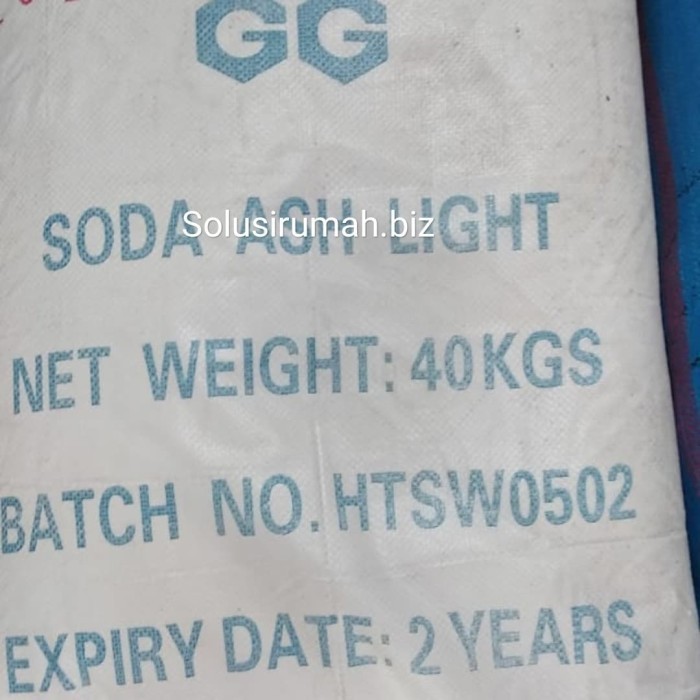 GG
SODA ASH LIGHT
Solusirumah.biz
NET WEIGHT: 40KGS
BATCH NO. HTSW0502
EXPIRY DATE: 2 YEARS